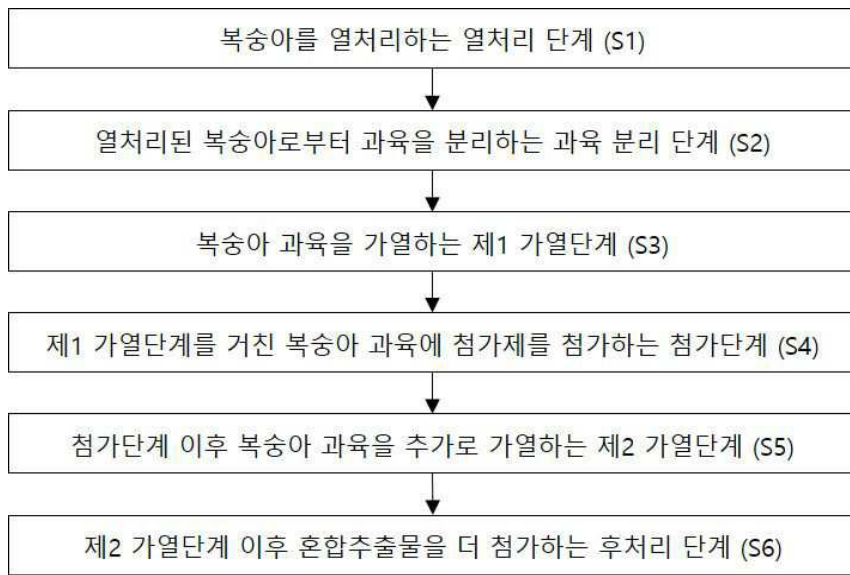 복숭아를 열처리하는 열처리 단계 (S1)
열처리된 복숭아로부터 과육을 분리하는 과육 분리 단계 (S2)
복숭아 과육을 가열하는 제1 가열단계 (S3)
제1 가열단계를 거친 복숭아 과육에 첨가제를 첨가하는 첨가단계 (S4)
첨가단계 이후 복숭아 과육을 추가로 가열하는 제2 가열단계 (S5)
제2 가열단계 이후 혼합추출물을 더 첨가하는 후처리 단계 (S6)